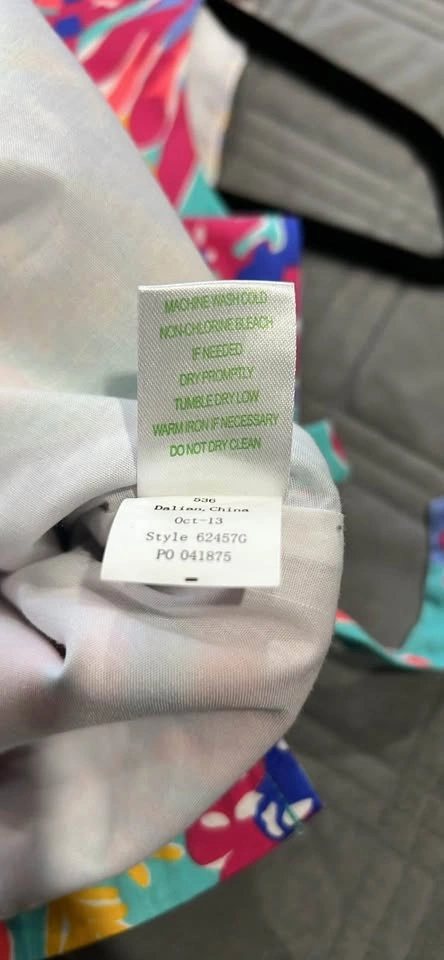 MACHINE WASH COLD
NON-CHLORINE BLEACH
IF NEEDED
DRY PROMPTLY
TUMBLE DRY LOW
WARM IRON IF NECESSARY
DO NOT DRY CLEAN
536
Dalian, China
Oct-13
Style 62457G
PO 041875